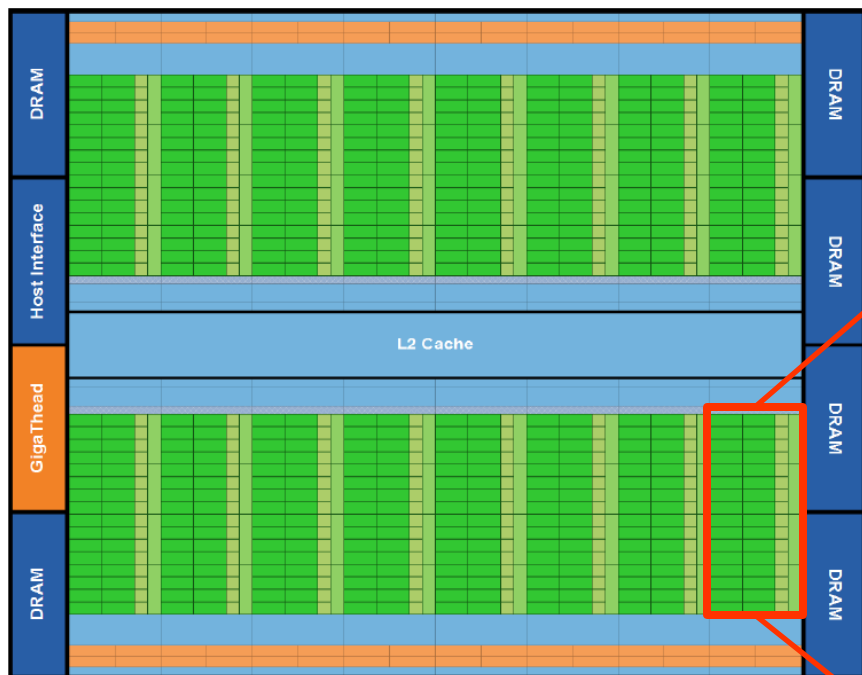 DRAM
Host Interface
GigaThead
DRAM
L2 Cache
DRAM
DRAM
DRAM
DRAM